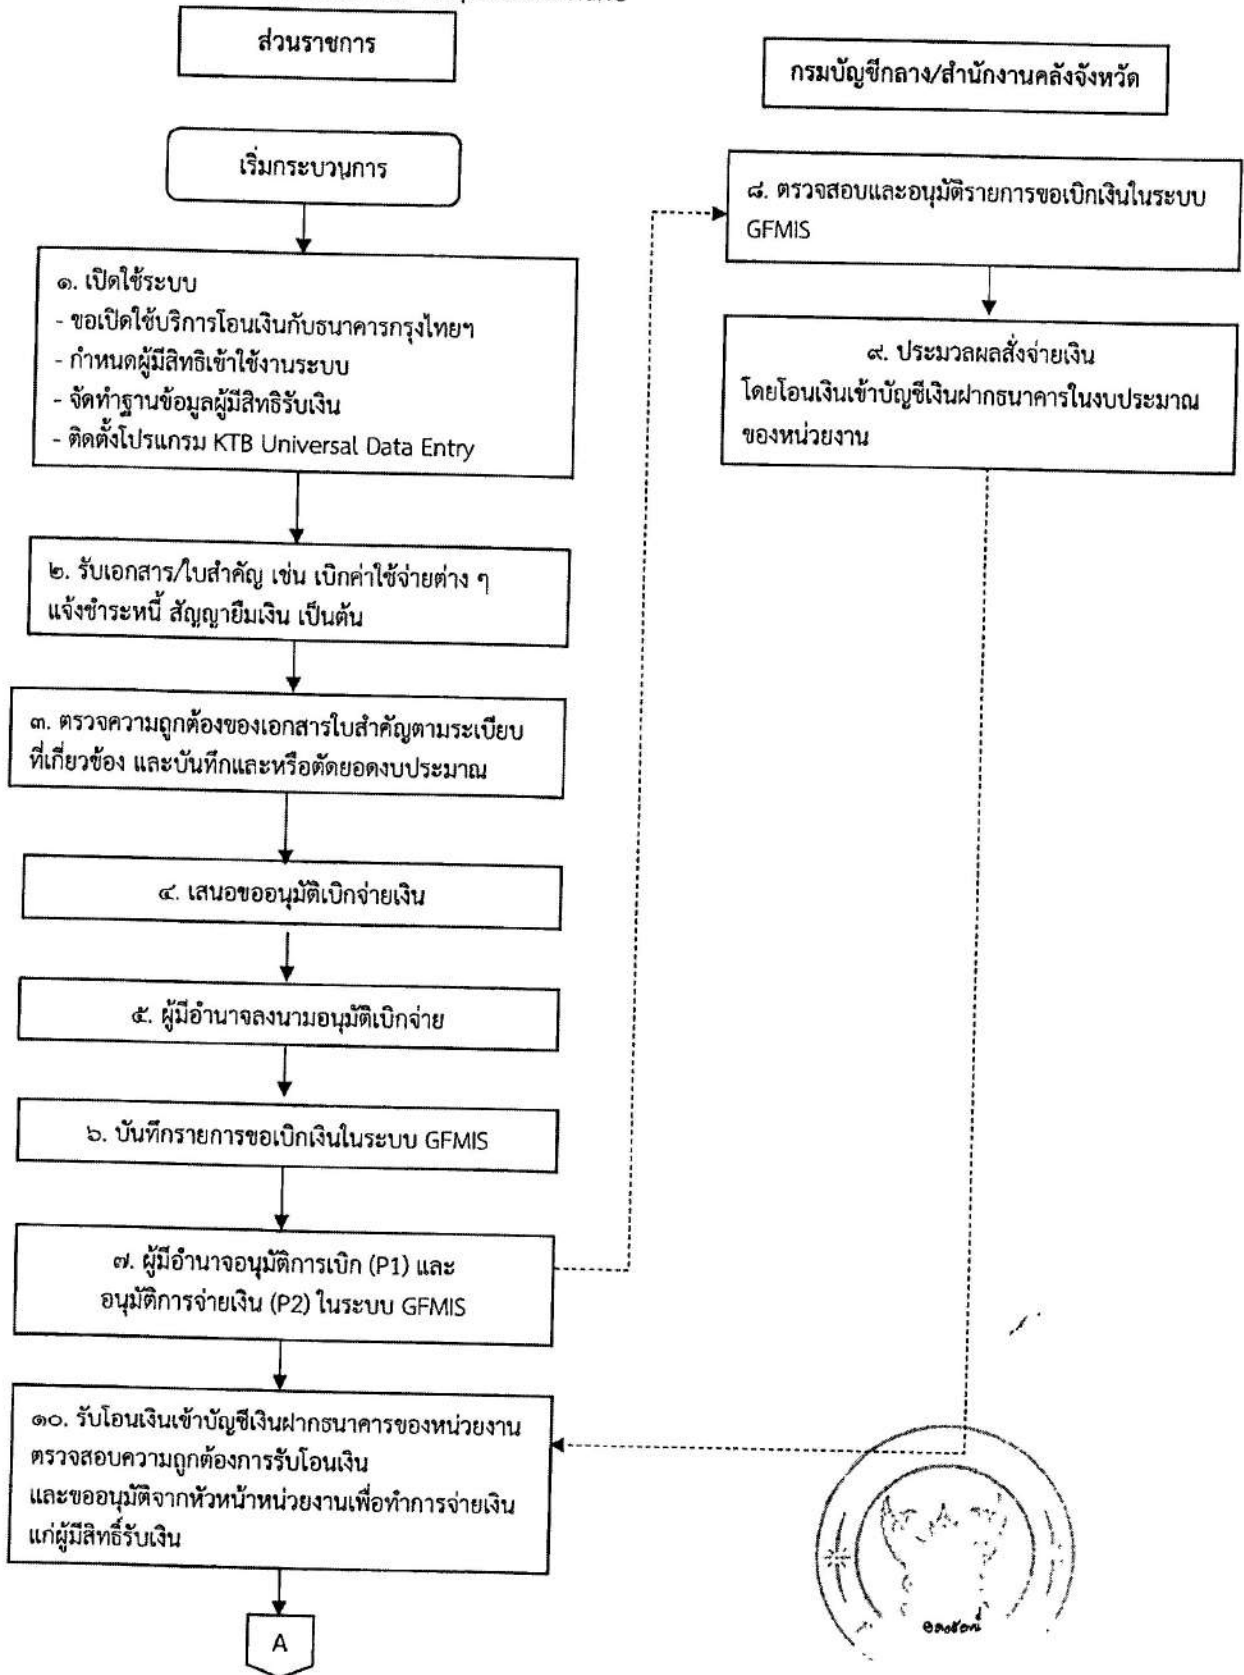 ส่วนราชการ
กรมบัญชีกลาง/สำนักงานคลังจังหวัด
เริ่มกระบวนการ
๑. เปิดใช้ระบบ
- ขอเปิดใช้บริการโอนเงินกับธนาคารกรุงไทยฯ
- กำหนดผู้มีสิทธิเข้าใช้งานระบบ
- จัดทำฐานข้อมูลผู้มีสิทธิรับเงิน
- ติดตั้งโปรแกรม KTB Universal Data Entry
๒. รับเอกสาร/ใบสำคัญ เช่น เบิกค่าใช้จ่ายต่าง ๆ
แจ้งชำระหนี้ สัญญายืมเงิน เป็นต้น
๓. ตรวจความถูกต้องของเอกสารใบสำคัญตามระเบียบ
ที่เกี่ยวข้อง และบันทึกและหรือตัดยอดงบประมาณ
๔. เสนอขออนุมัติเบิกจ่ายเงิน
๕. ผู้มีอำนาจลงนามอนุมัติเบิกจ่าย
๖. บันทึกรายการขอเบิกเงินในระบบ GFMIS
๗. ผู้มีอำนาจอนุมัติการเบิก (P1) และ
อนุมัติการจ่ายเงิน (P2) ในระบบ GFMIS
๘. ตรวจสอบและอนุมัติรายการขอเบิกเงินในระบบ
GFMIS
๙. ประมวลผลสั่งจ่ายเงิน
โดยโอนเงินเข้าบัญชีเงินฝากธนาคารในงบประมาณ
ของหน่วยงาน
๑๐. รับโอนเงินเข้าบัญชีเงินฝากธนาคารของหน่วยงาน
ตรวจสอบความถูกต้องการรับโอนเงิน
และขออนุมัติจากหัวหน้าหน่วยงานเพื่อทำการจ่ายเงิน
แก่ผู้มีสิทธิ์รับเงิน
A